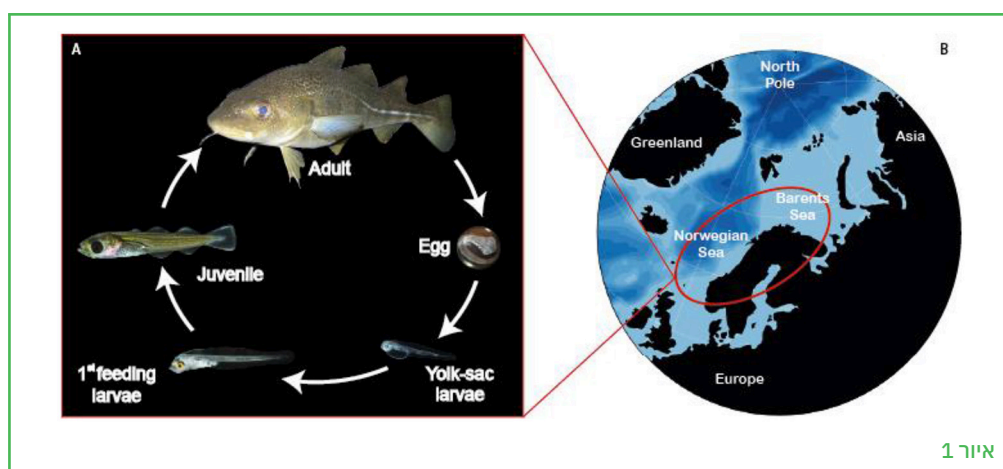 A
Adult
Egg
Juvenile
1st feeding
larvae
Yolk-sac
larvae
B
North
Pole
Greenland
Asia
Barents
Sea
Norwegian
Sea
Europe
איור 1